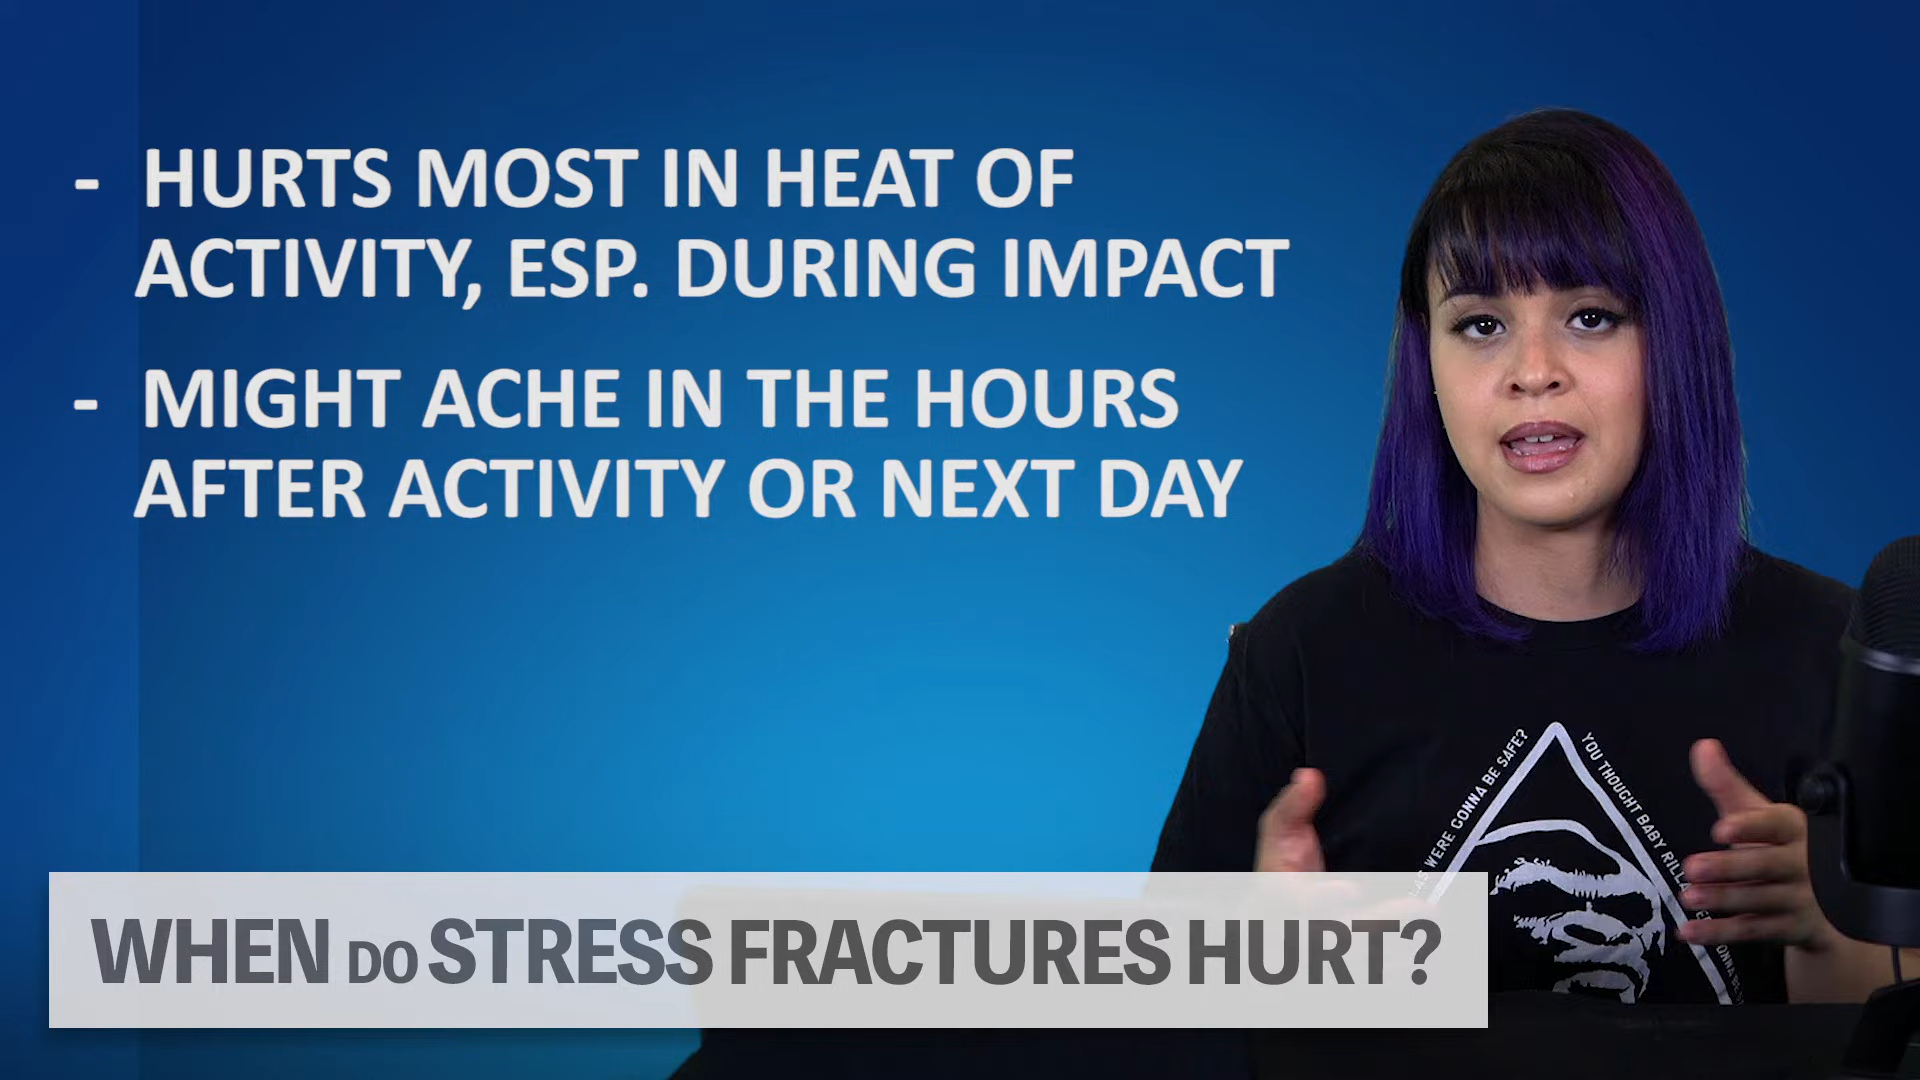 - HURTS MOST IN HEAT OF
ACTIVITY, ESP. DURING IMPACT
- MIGHT ACHE IN THE HOURS
AFTER ACTIVITY OR NEXT DAY
WERE GONNA BE SAFE?
YOU THOUGHT BABY
WHEN DO STRESS FRACTURES HURT?